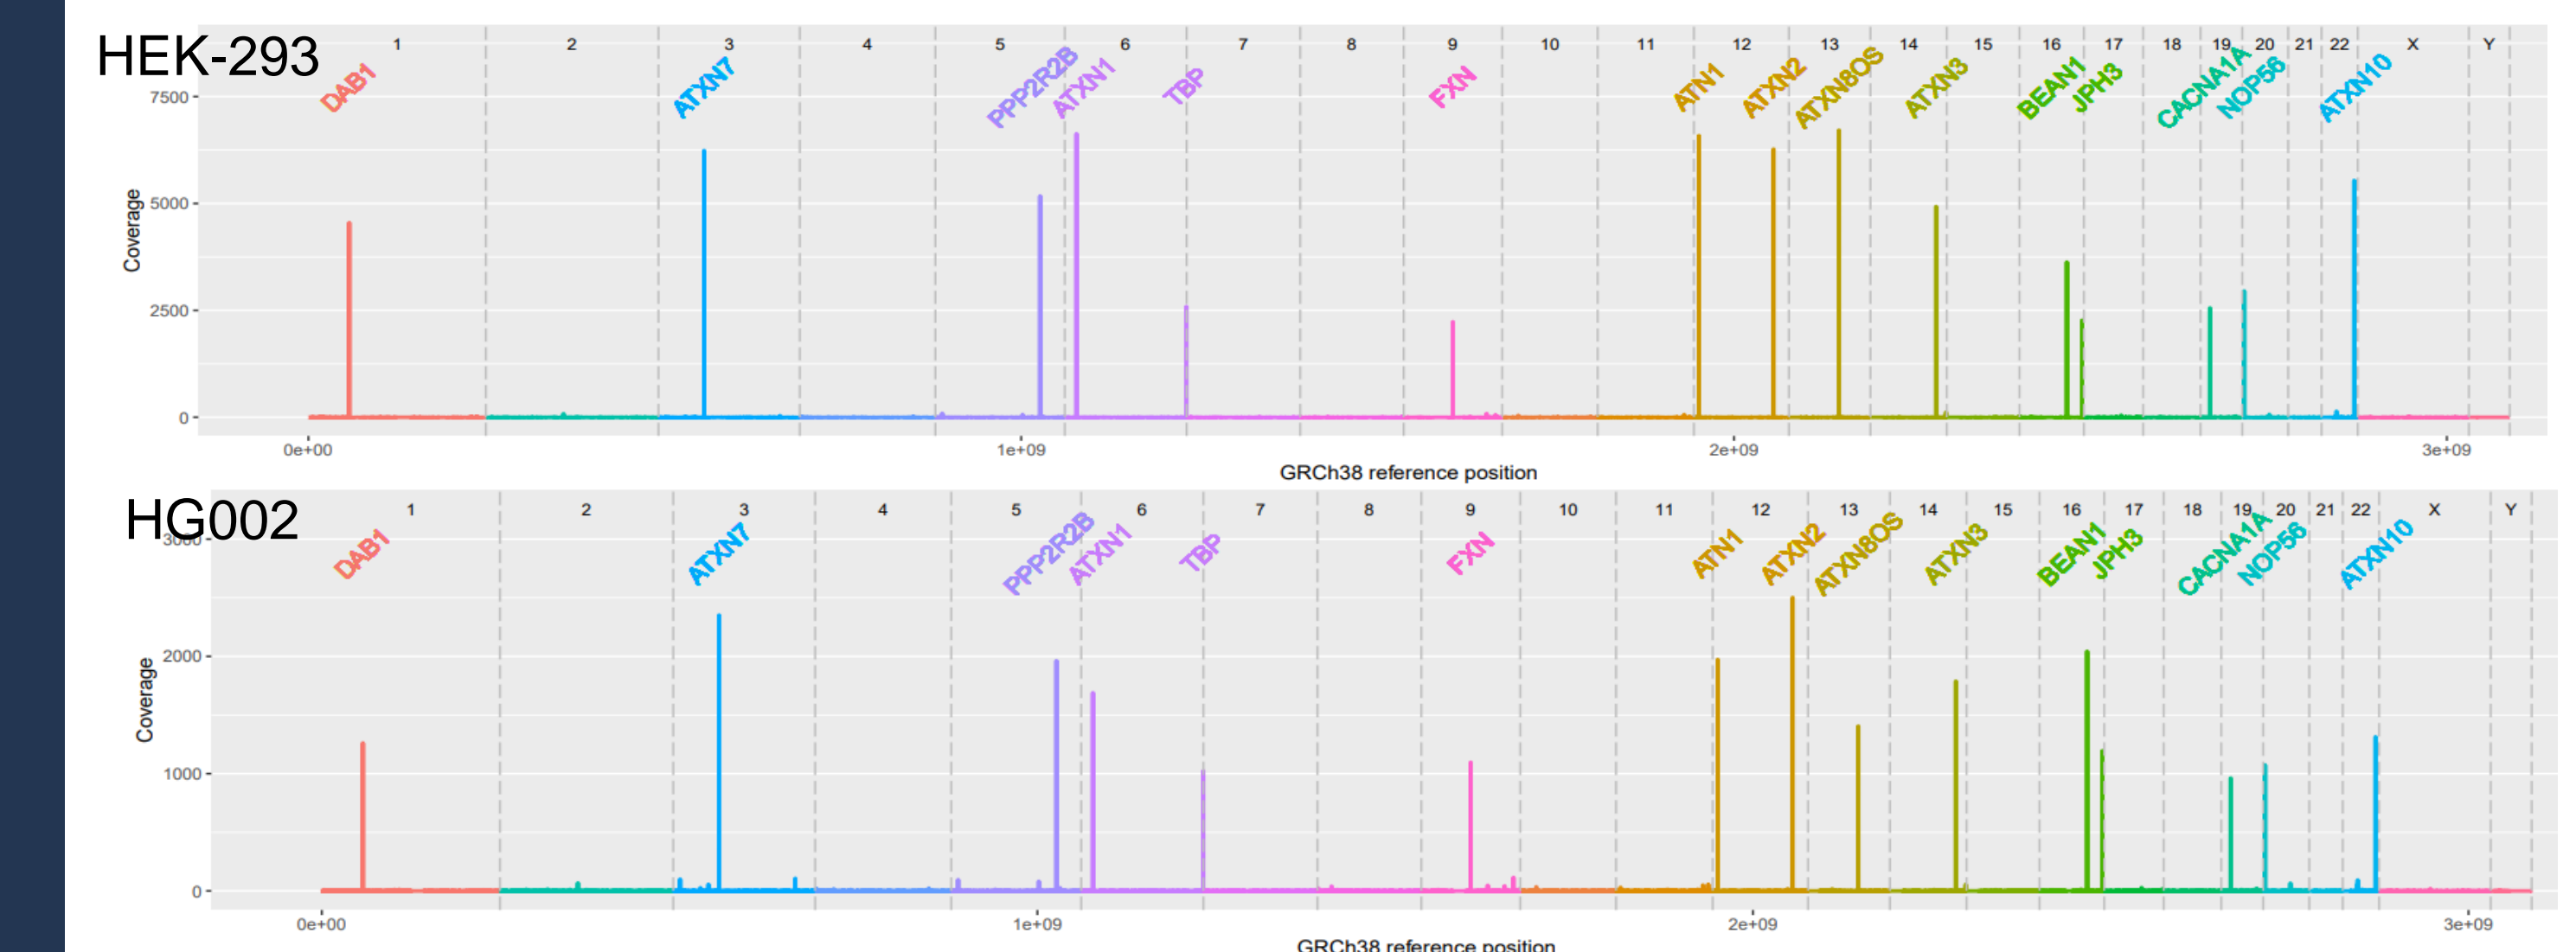 HEK-293
1 2 3 4 5 6 7 8 9 10 11 12 13 14 15 16 17 18 19 20 21 22 X Y
DAB1 ATXN7 PPP2R2B ATXN1 TBP FXN ATN1 ATXN2 ATXN8OS ATXN3 BEAN1 JPH3 CACNA1A NOP56 ATXN10
7500
5000
2500
0
Coverage
0e+00 1e+09 2e+09 3e+09
GRCh38 reference position
HG002
1 2 3 4 5 6 7 8 9 10 11 12 13 14 15 16 17 18 19 20 21 22 X Y
DAB1 ATXN7 PPP2R2B ATXN1 TBP FXN ATN1 ATXN2 ATXN8OS ATXN3 BEAN1 JPH3 CACNA1A NOP56 ATXN10
3000
2000
1000
0
Coverage
0e+00 1e+09 2e+09 3e+09
GRCh38 reference position